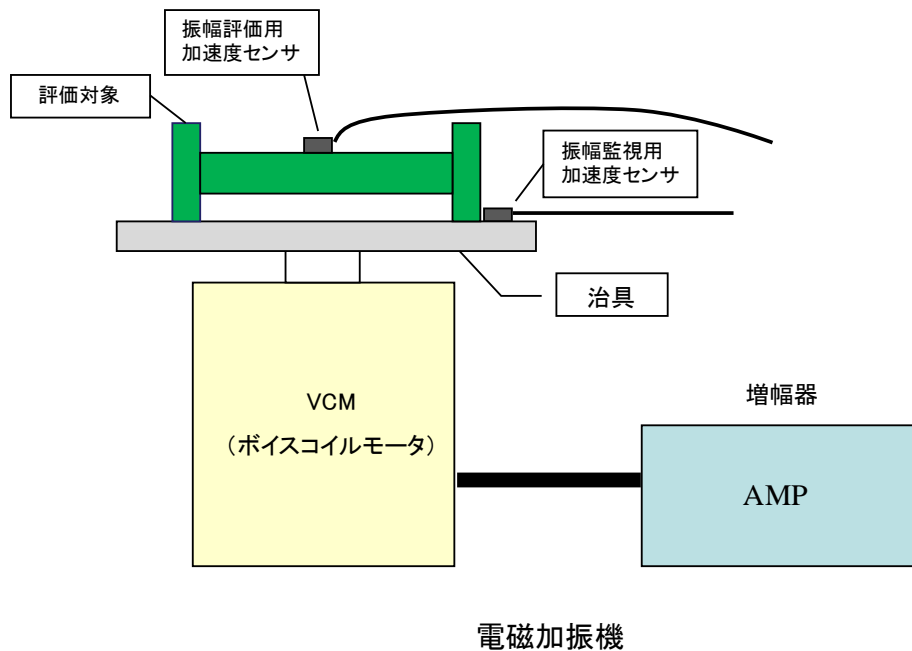 振幅評価用
加速度センサ
評価対象
振幅監視用
加速度センサ
治具
VCM
（ボイスコイルモータ）
増幅器
AMP
電磁加振機